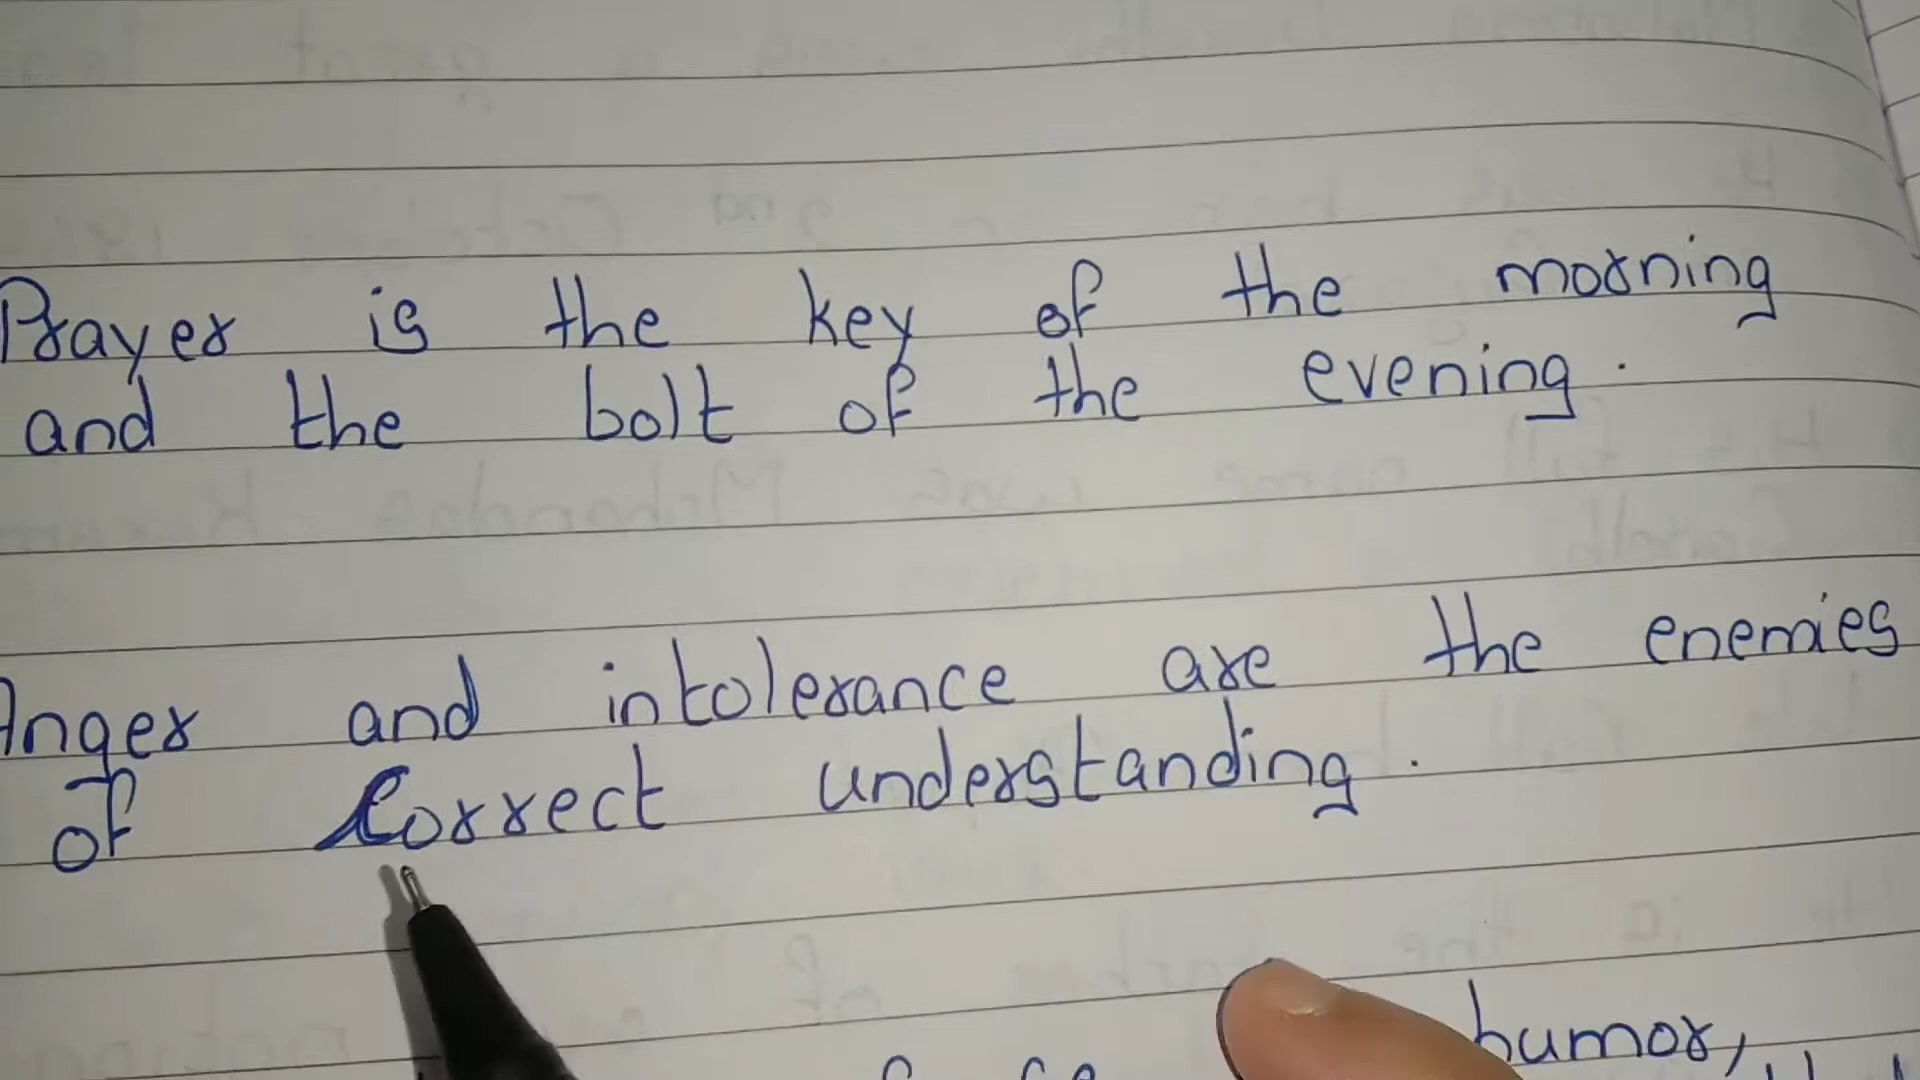 Prayer is the key of the morning
and the bolt of the evening.
Anger and intolerance are the enemies
of Correct understanding.
humor,